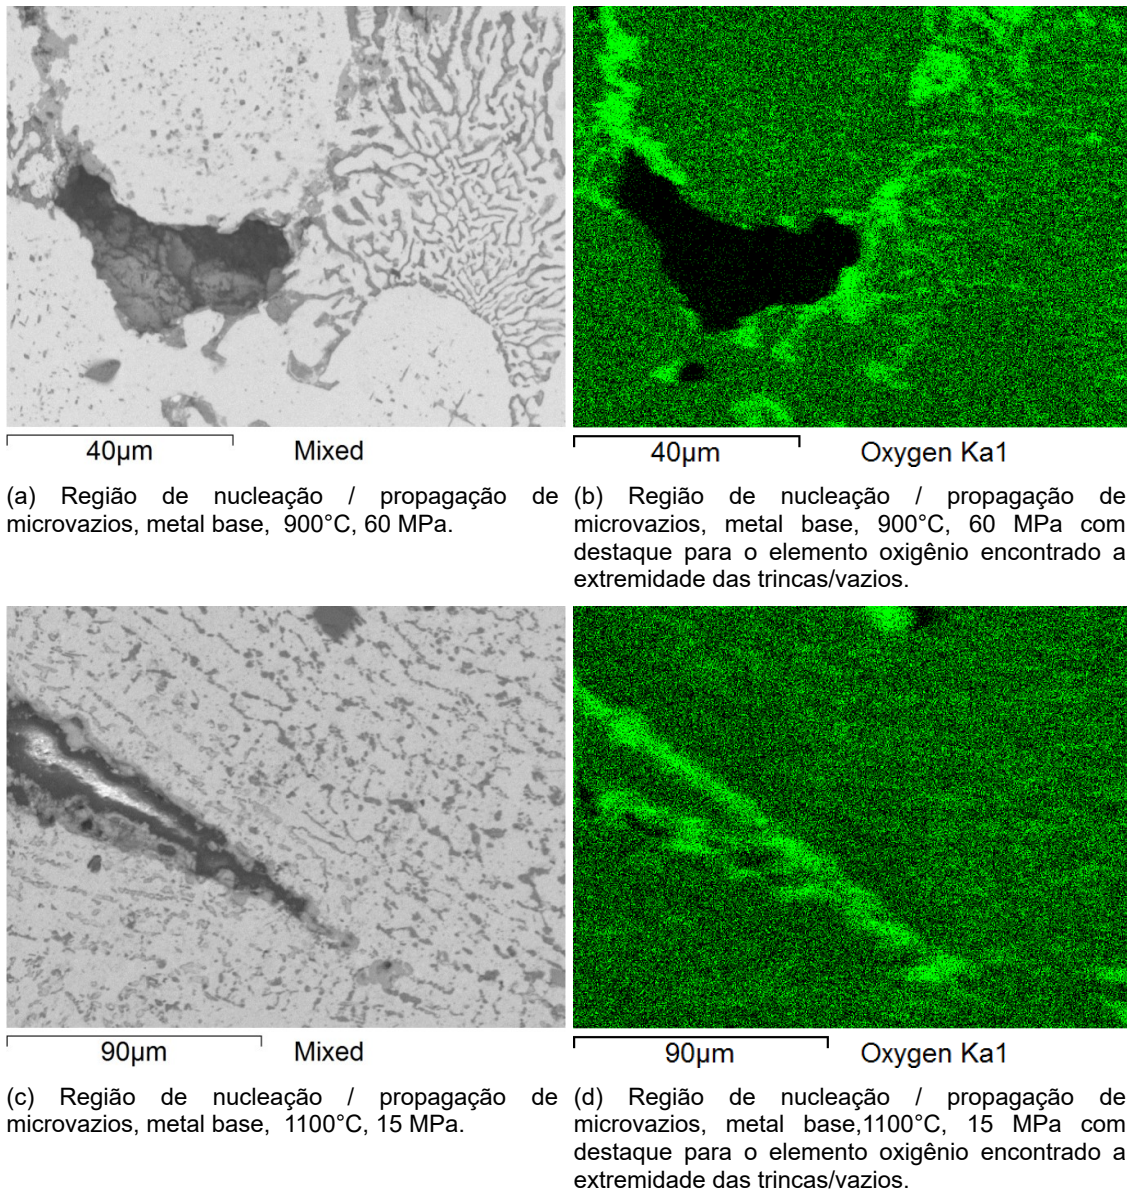 40µm Mixed
40µm Oxygen Ka1
(a) Região de nucleação / propagação de
microvazios, metal base, 900°C, 60 MPa.
(b) Região de nucleação / propagação de
microvazios, metal base, 900°C, 60 MPa com
destaque para o elemento oxigênio encontrado a
extremidade das trincas/vazios.
90µm Mixed
90µm Oxygen Ka1
(c) Região de nucleação / propagação de
microvazios, metal base, 1100°C, 15 MPa.
(d) Região de nucleação / propagação de
microvazios, metal base,1100°C, 15 MPa com
destaque para o elemento oxigênio encontrado a
extremidade das trincas/vazios.